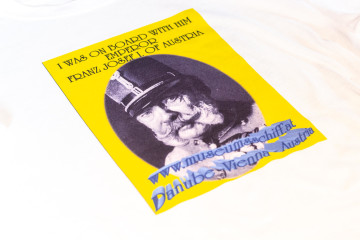 I WAS ON BOARD WITH HIM
EMPEROR
FRANZ JOSEF I. OF AUSTRIA
www.museumsschiff.at
Danube - Vienna - Austria